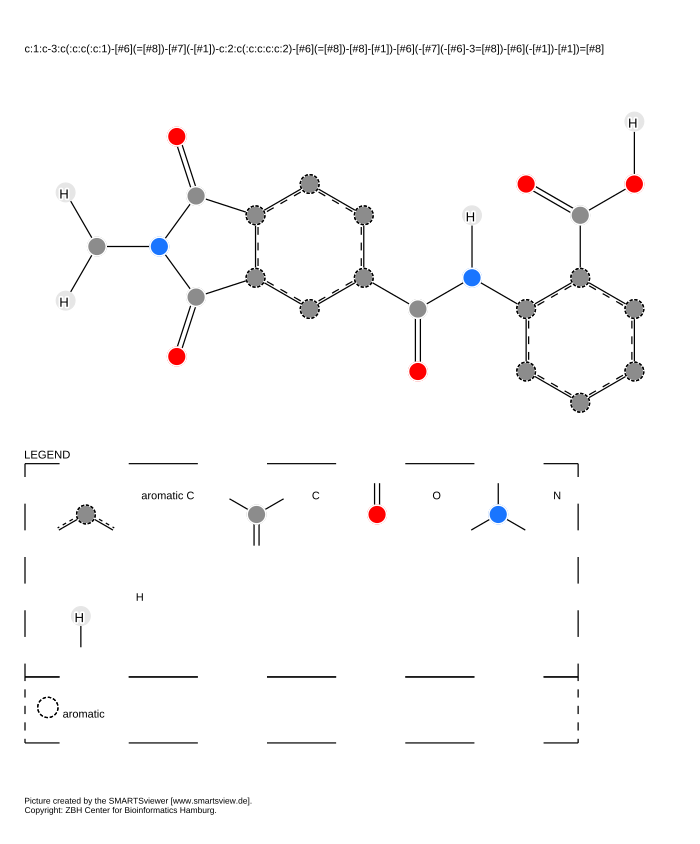 c:1:c-3:c(:c:c(:c:1)-[#6](=[#8])-[#7](-[#1])-c:2:c(:c:c:c:c:2)-[#6](=[#8])-[#8]-[#1])-[#6](-[#7](-[#6]-3=[#8])-[#6](-[#1])-[#1])=[#8]
H
H
H
H
H
LEGEND
aromatic C
C
O
N
H
H
aromatic
Picture created by the SMARTSviewer [www.smartsview.de].
Copyright: ZBH Center for Bioinformatics Hamburg.